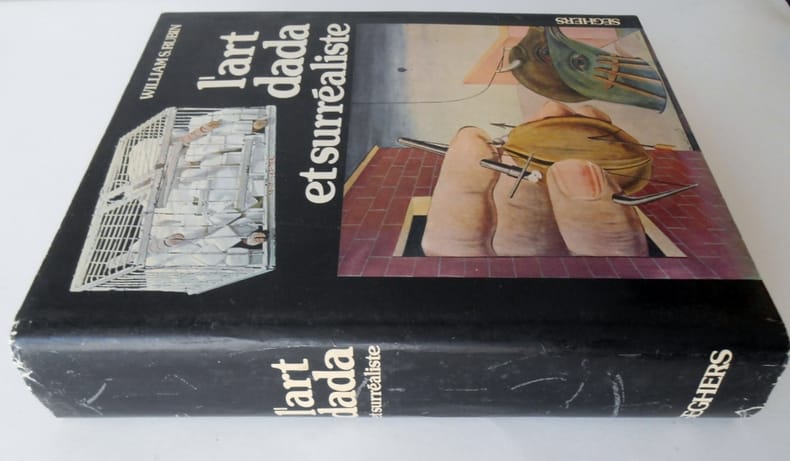 WILLIAM S. RUBIN
l'art
dada
et surréaliste
SEGHERS
l'art
dada
et surréaliste
SEGHERS